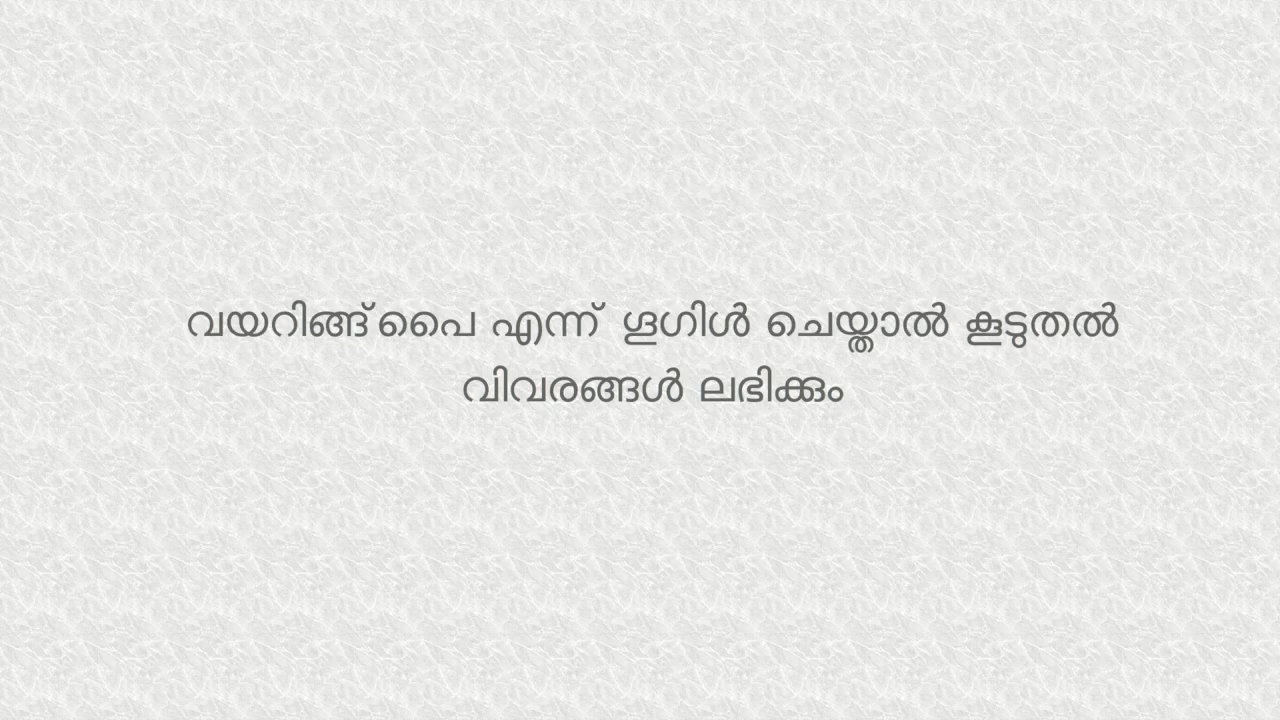 വയറിങ്ങ്പൈ എന്ന് ഗൂഗിൾ ചെയ്താൽ കൂടുതൽ
വിവരങ്ങൾ ലഭിക്കും